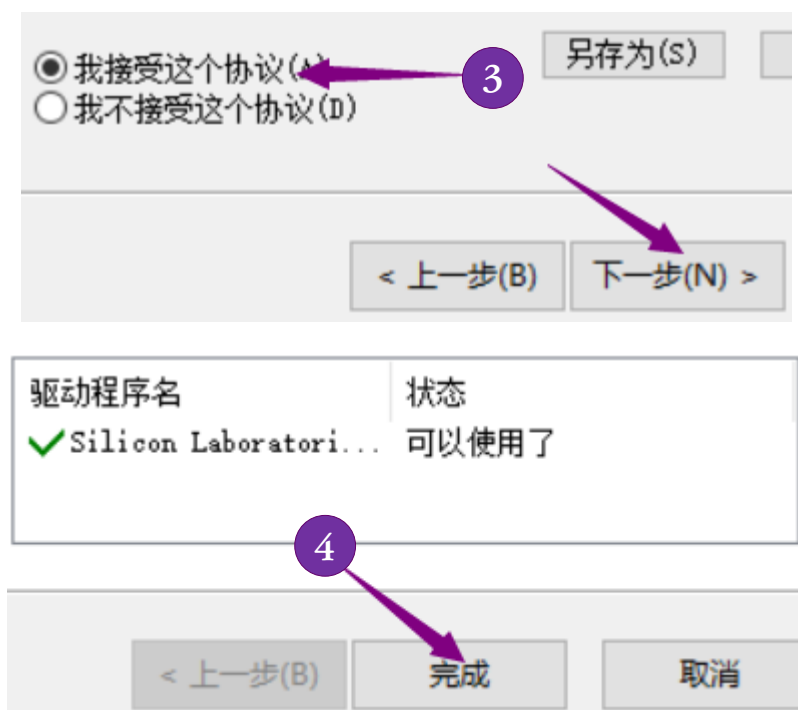 我接受这个协议(A)
3
另存为(S)
我不接受这个协议(D)
< 上一步(B)
下一步(N) >
驱动程序名
状态
Silicon Laboratori...
可以使用了
4
< 上一步(B)
完成
取消